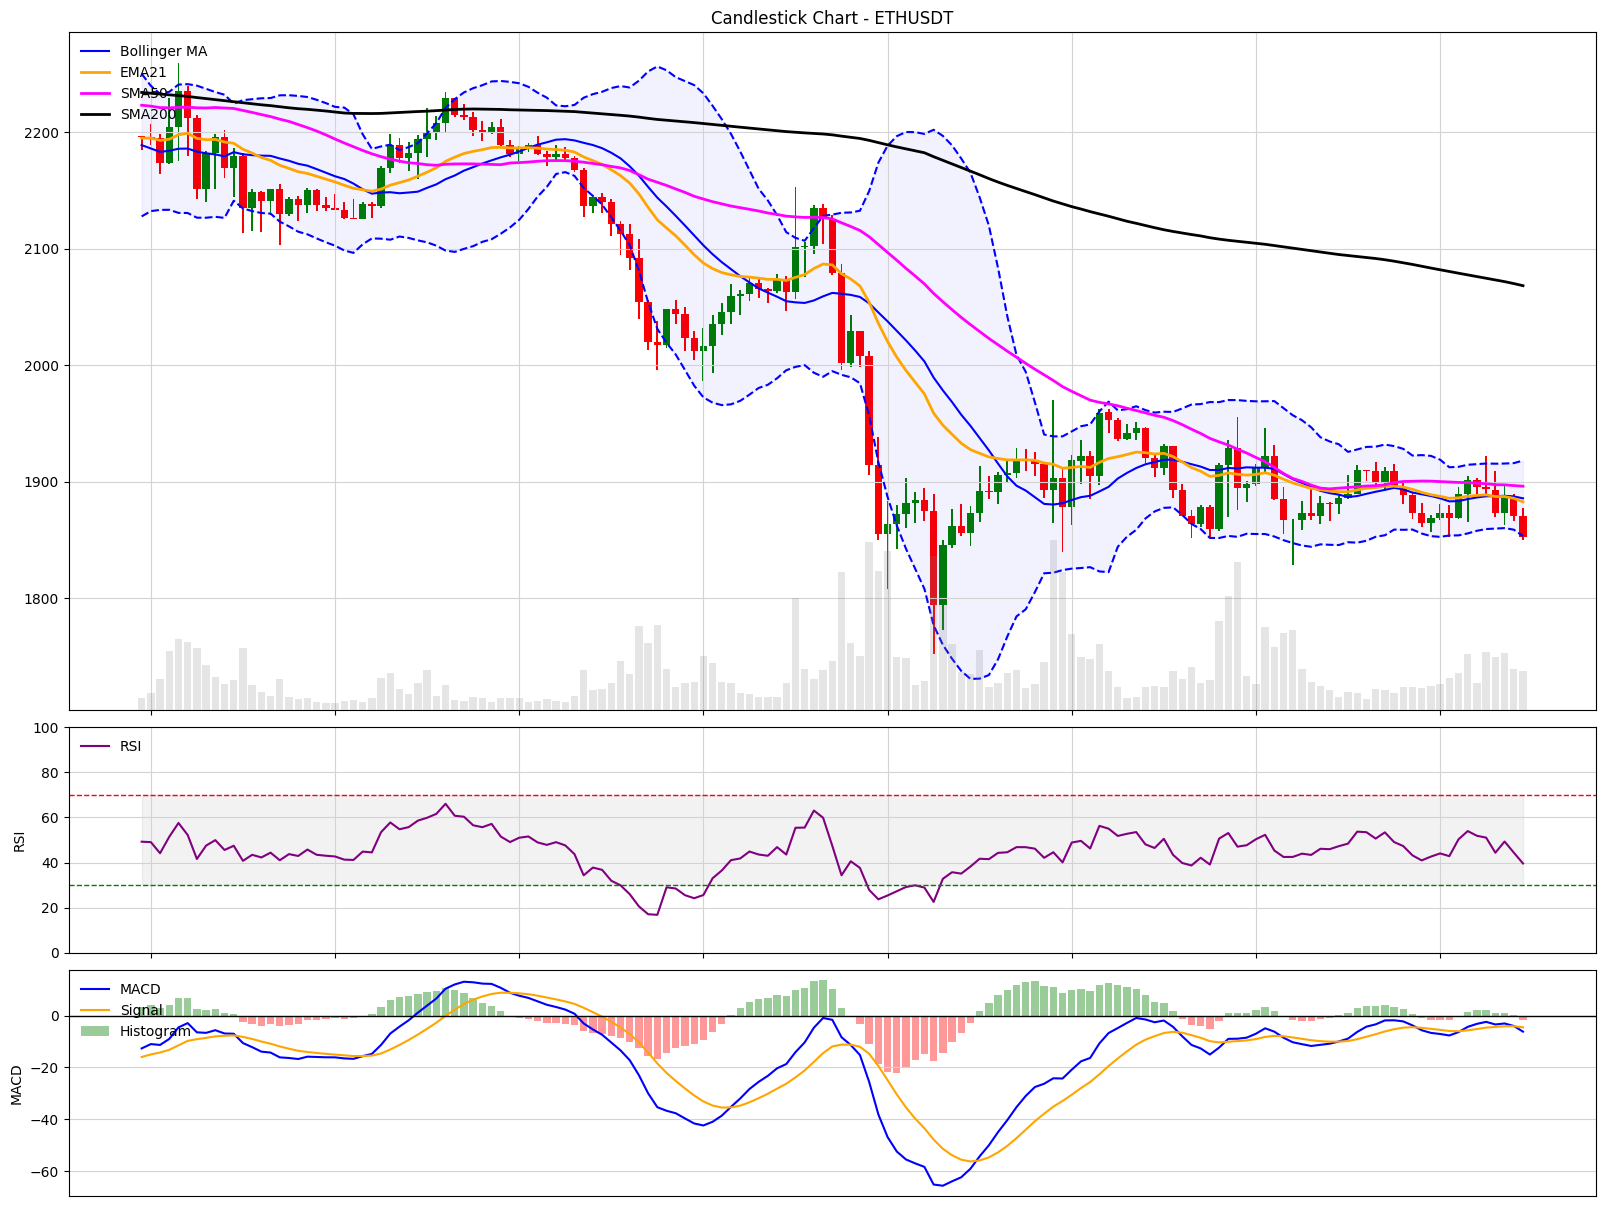 Candlestick Chart - ETHUSDT
Bollinger MA
EMA21
SMA50
SMA200
2200
2100
2000
1900
1800
100
80
60
40
20
0
RSI
RSI
MACD
Signal
Histogram
0
−20
−40
−60
MACD